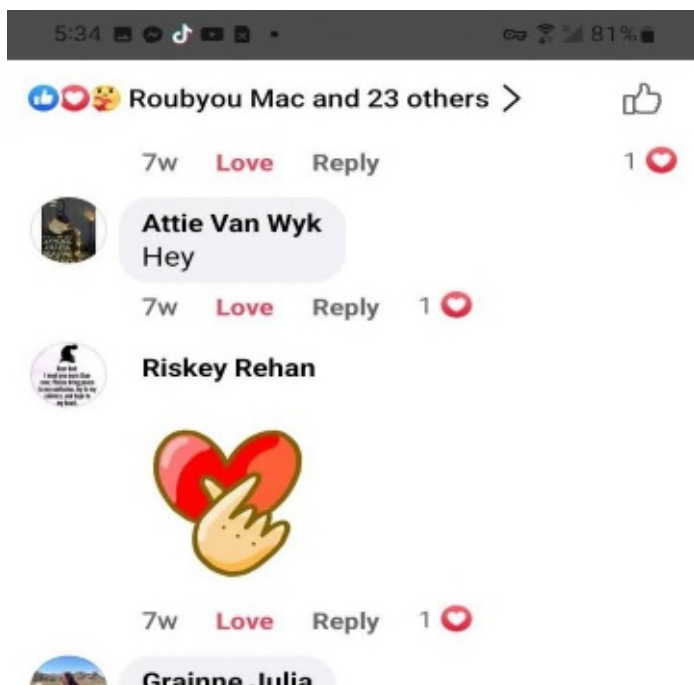 5:34 81%
Roubyou Mac and 23 others
7w Love Reply 1
Attie Van Wyk
Hey
7w Love Reply 1
Riskey Rehan
7w Love Reply 1
Grainne Julia